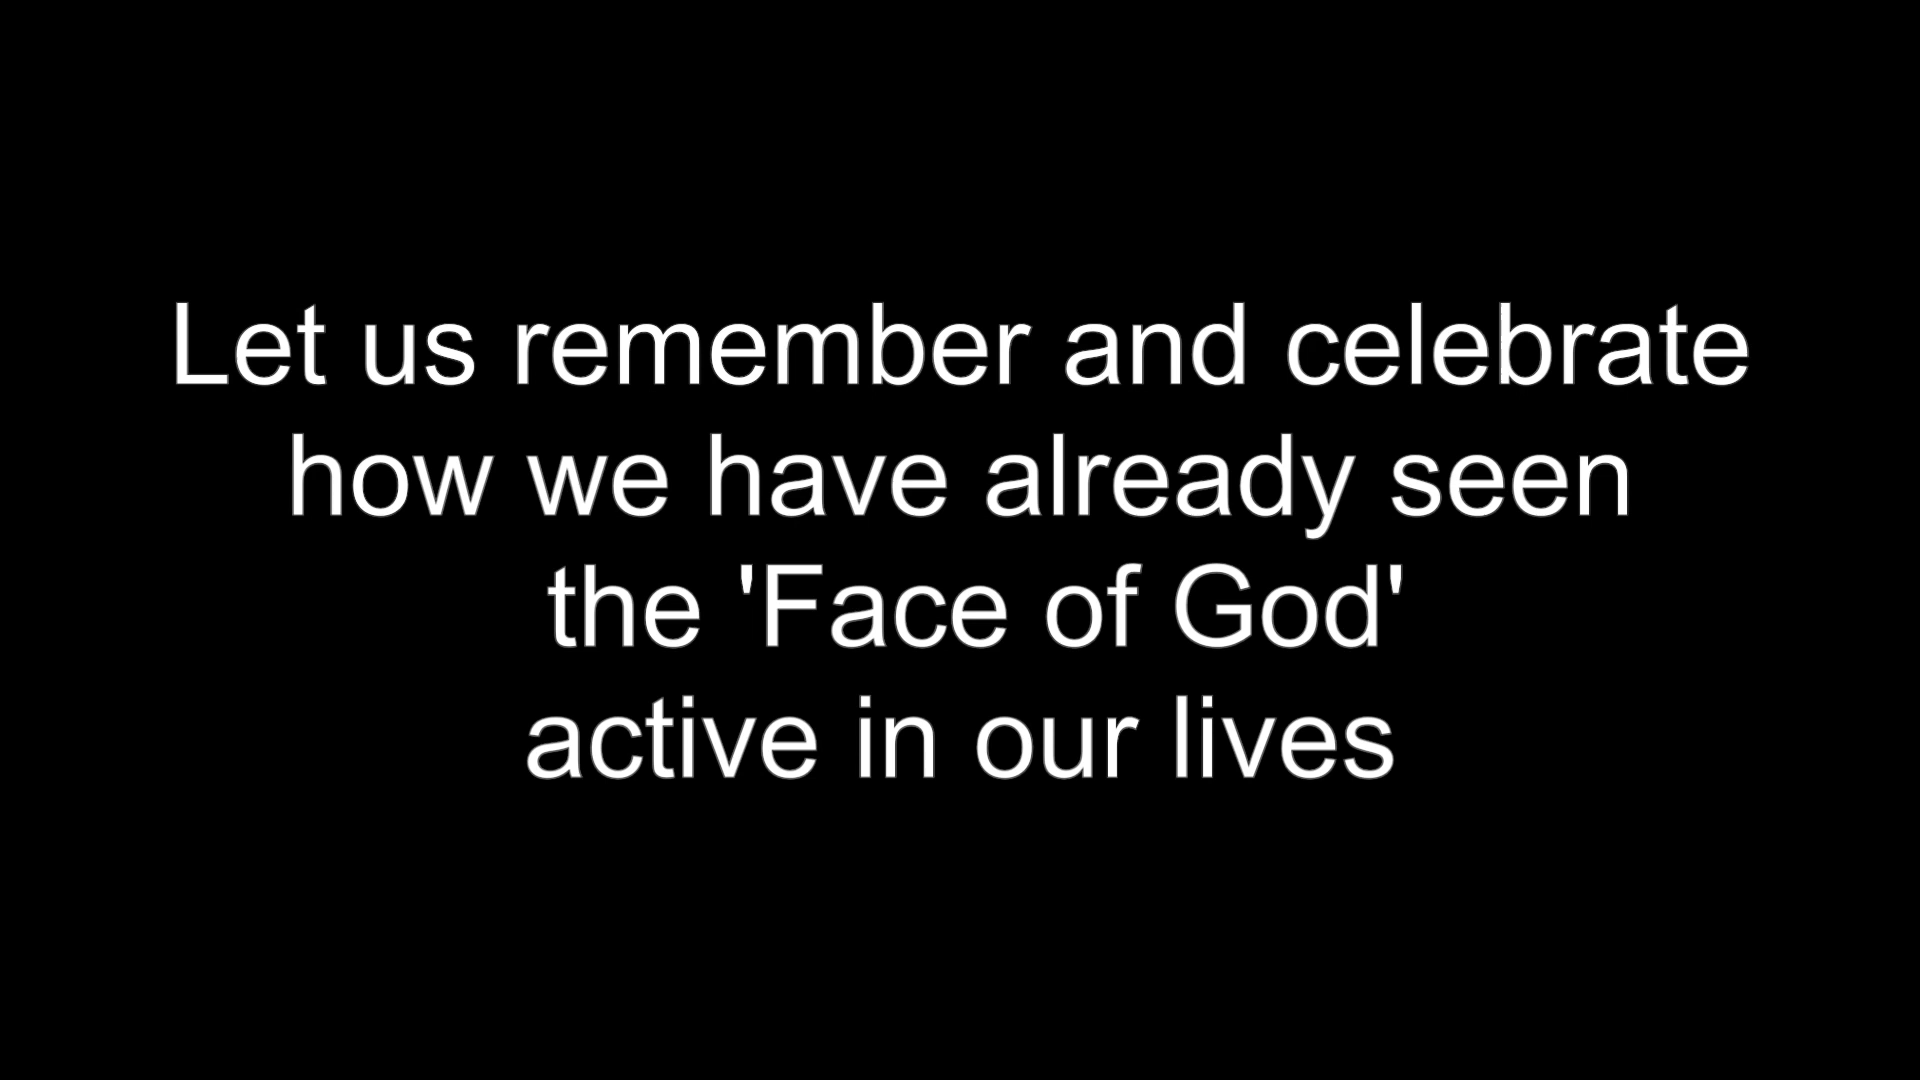 Let us remember and celebrate
how we have already seen
the 'Face of God'
active in our lives